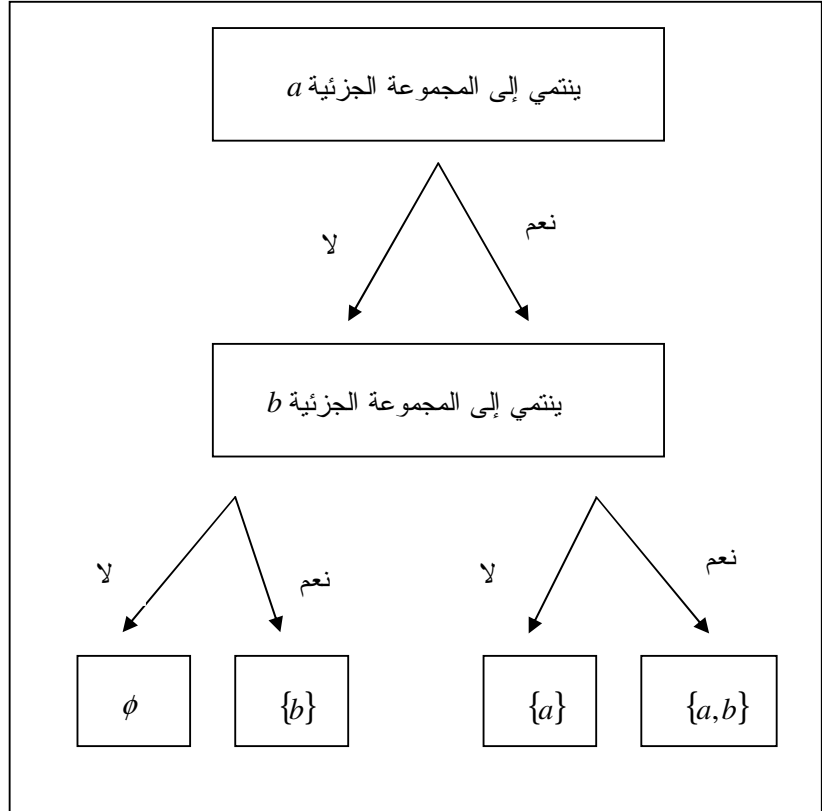 a ينتمي إلى المجموعة الجزئية
نعم
لا
b ينتمي إلى المجموعة الجزئية
نعم
لا
نعم
لا
{a,b}
{a}
{b}
ϕ